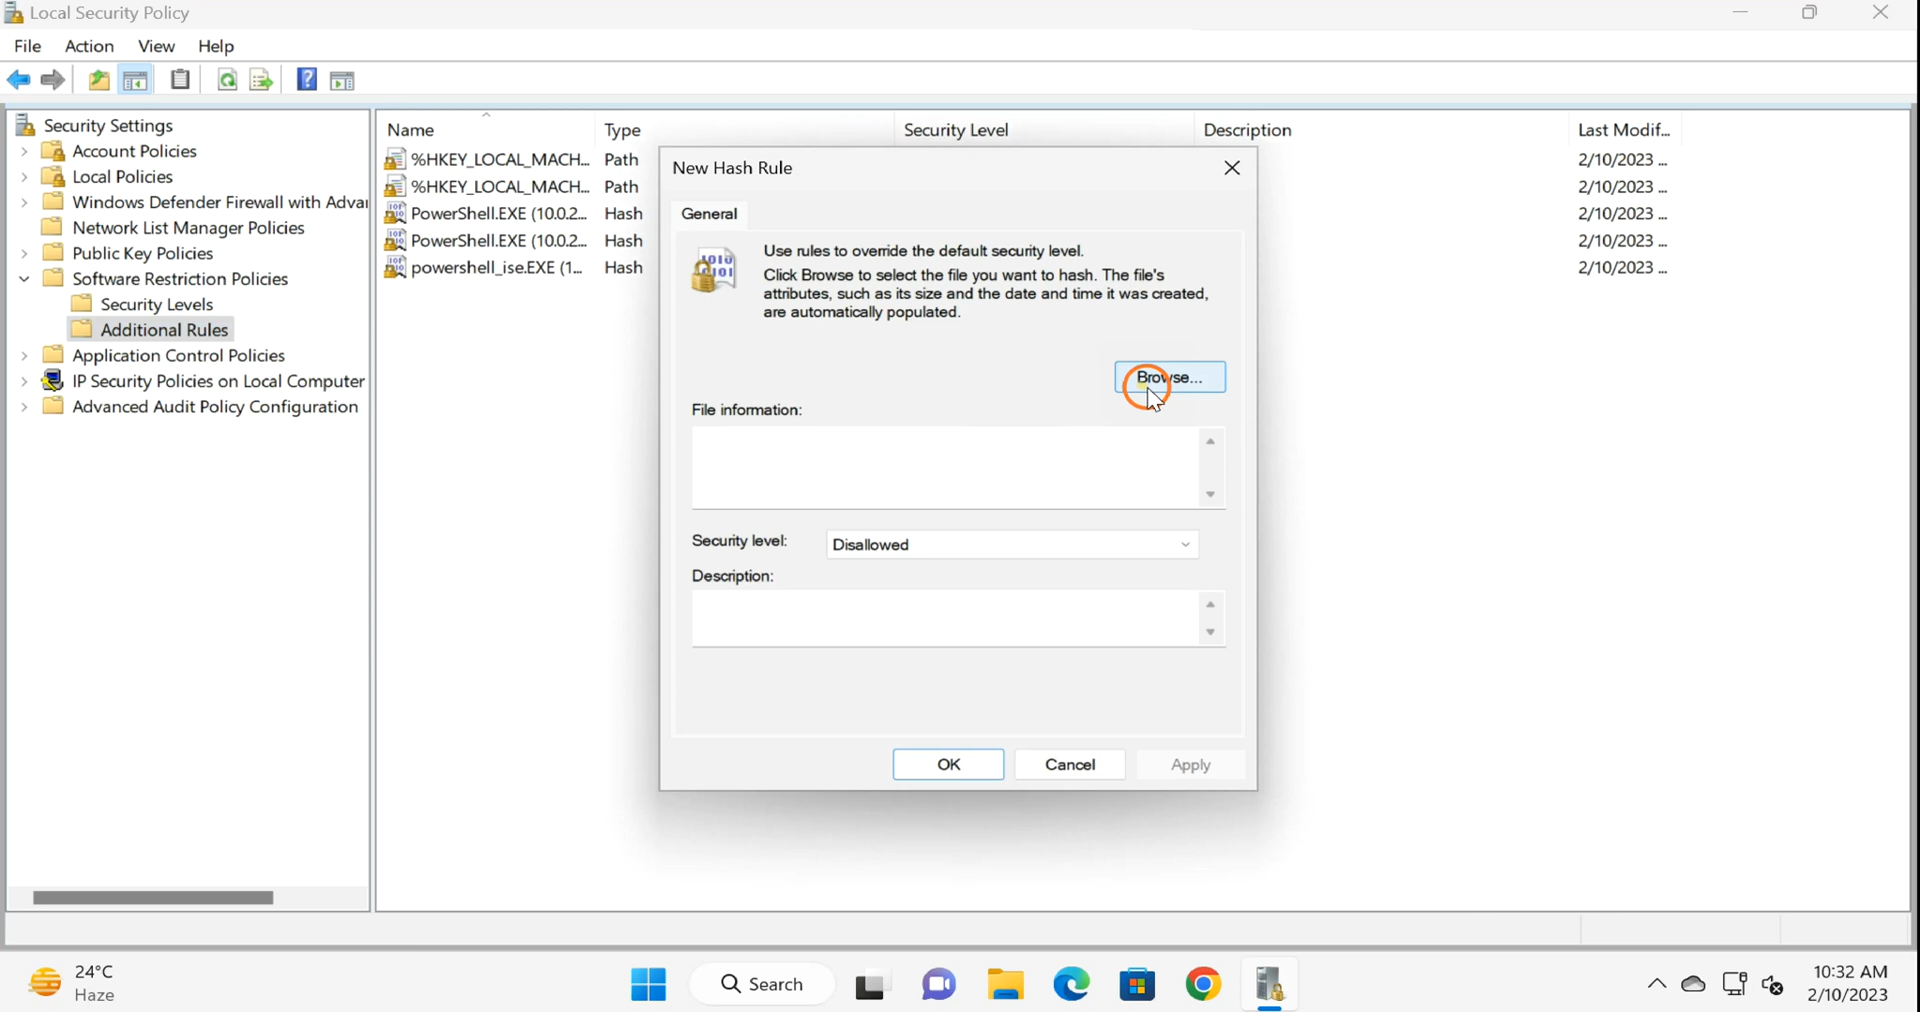 Local Security Policy
File Action View Help
Security Settings
Account Policies
Local Policies
Windows Defender Firewall with Advar
Network List Manager Policies
Public Key Policies
Software Restriction Policies
Security Levels
Additional Rules
Application Control Policies
IP Security Policies on Local Computer
Advanced Audit Policy Configuration
Name Type Security Level Description Last Modif...
%HKEY_LOCAL_MACH... Path 2/10/2023 ...
%HKEY_LOCAL_MACH... Path 2/10/2023 ...
PowerShell.EXE (10.0.2... Hash 2/10/2023 ...
PowerShell.EXE (10.0.2... Hash 2/10/2023 ...
powershell_ise.EXE (1... Hash 2/10/2023 ...
New Hash Rule
General
Use rules to override the default security level.
Click Browse to select the file you want to hash. The file's
attributes, such as its size and the date and time it was created,
are automatically populated.
Browse...
File information:
Security level: Disallowed
Description:
OK Cancel Apply
24°C
Haze
Search
10:32 AM
2/10/2023